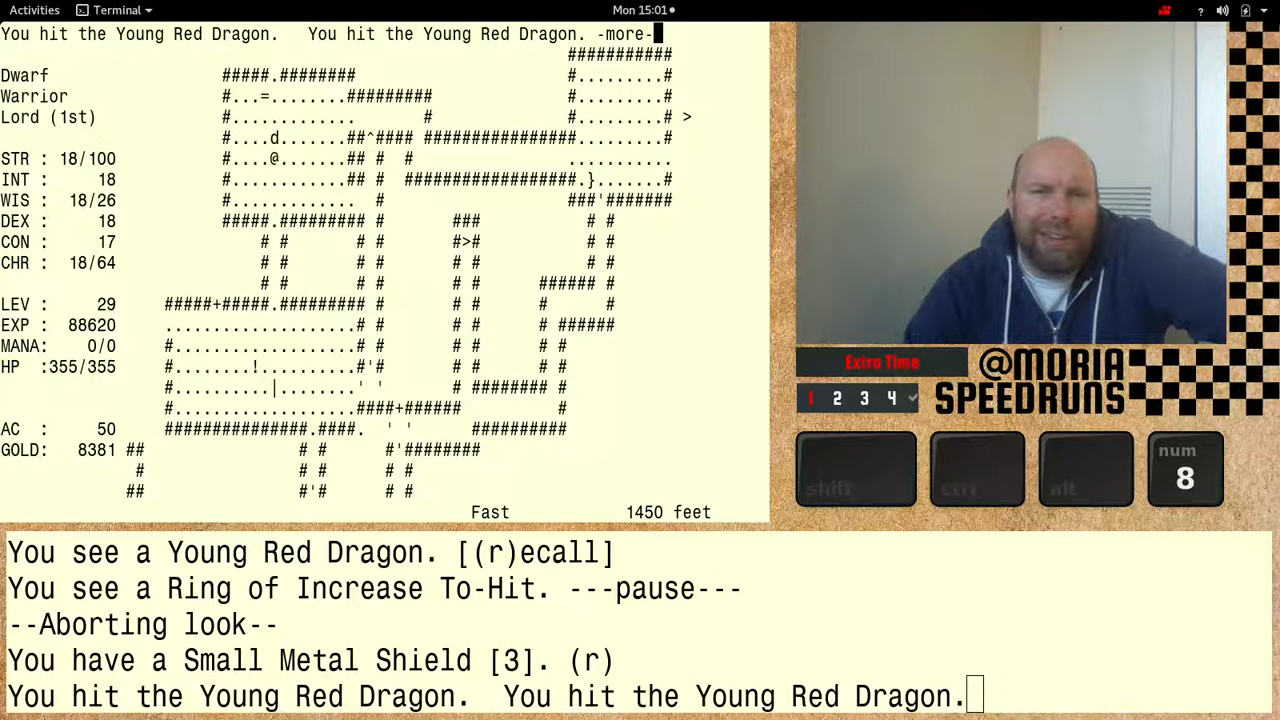 Activities Terminal Mon 15:01
You hit the Young Red Dragon. You hit the Young Red Dragon. -more-
###########
Dwarf #####.######## #.........#
Warrior #...=........######### #.........#
Lord (1st) #............. # #.........# >
#....d.......##^#### ################.........#
STR : 18/100 #....@.......## # # ...........
INT : 18 #............## # #################.}.......#
WIS : 18/26 #............. # ###'#######
DEX : 18 #####.######### # ### # #
CON : 17 # # # # #>#  # #
CHR : 18/64 # # # # # # # #
# # # # # # ###### #
LEV : 29 #####+#####.######### # # # # #
EXP : 88620 ....................# # # # # ######
MANA: 0/0 #...................# # # # # #
HP :355/355 #........!..........#'# # # # #
#..........|........' ' # ######## #
#...................####+###### #
AC : 50 ###############.####. ' ' ##########
GOLD: 8381 ## # # #'########
# # # # #
## #'# # #
Fast 1450 feet
Extra Time
1 2 3 4
@MORIA
SPEEDRUNS
shift ctrl alt num
8
You see a Young Red Dragon. [(r)ecall]
You see a Ring of Increase To-Hit. ---pause---
--Aborting look--
You have a Small Metal Shield [3]. (r)
You hit the Young Red Dragon. You hit the Young Red Dragon.